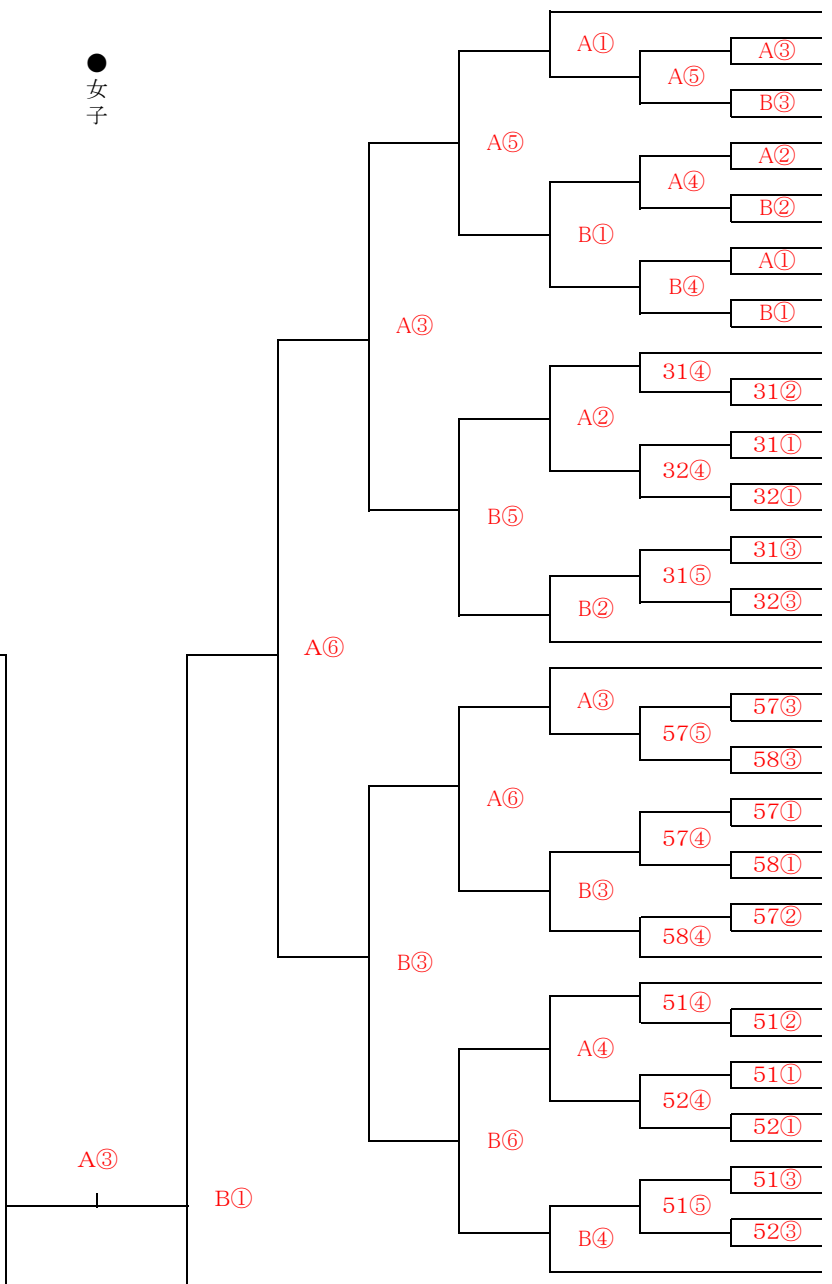 ●女子
A①
A③
A⑤
B③
A⑤
A②
A④
B②
B①
A①
B④
B①
A③
31④
31②
A②
31①
32④
32①
B⑤
31③
31⑤
32③
B②
A⑥
A③
57③
57⑤
58③
A⑥
57①
57④
58①
B③
57②
58④
B③
51④
51②
A④
51①
52④
52①
B⑥
51③
51⑤
52③
B④
A③
B①